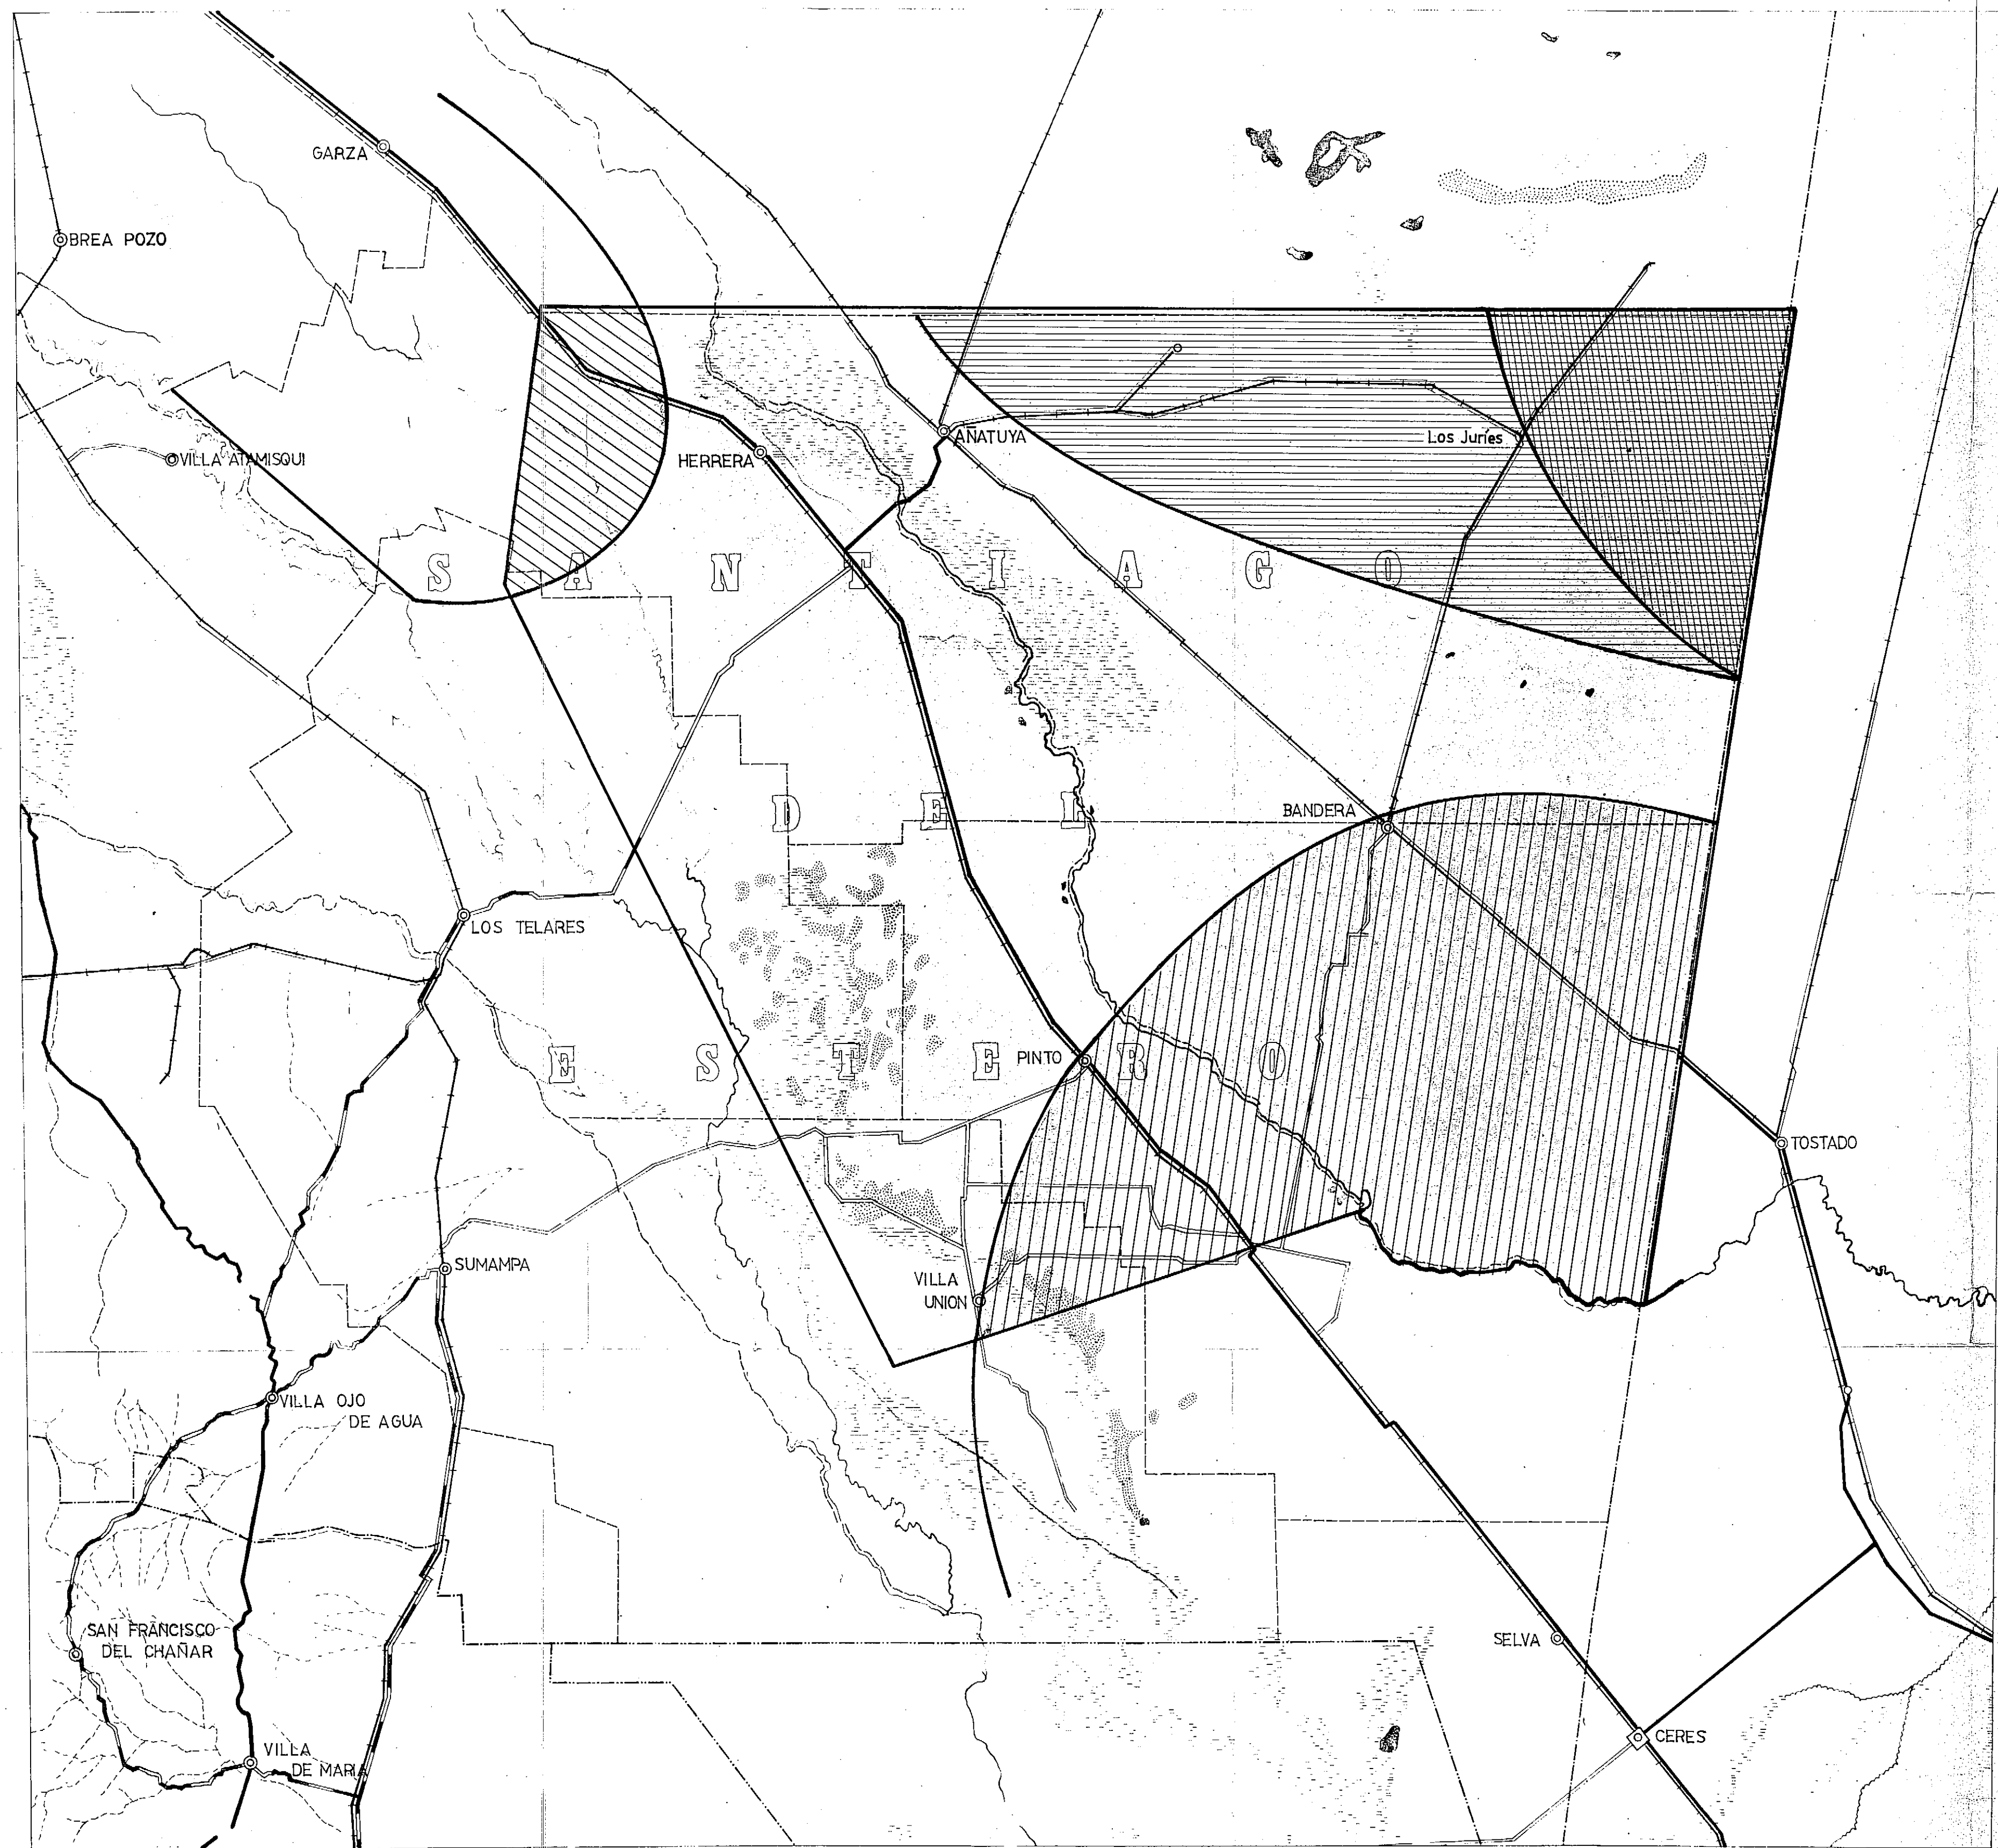 GARZA
BREA POZO
AÑATUYA
Los Juríes
VILLA ATAMISQUI
HERRERA
S A N T I A G O
D E L
BANDERA
LOS TELARES
E S T E R O
PINTO
TOSTADO
SUMAMPA
VILLA
UNION
VILLA OJO
DE AGUA
SAN FRANCISCO
DEL CHAÑAR
SELVA
CERES
VILLA
DE MARIA